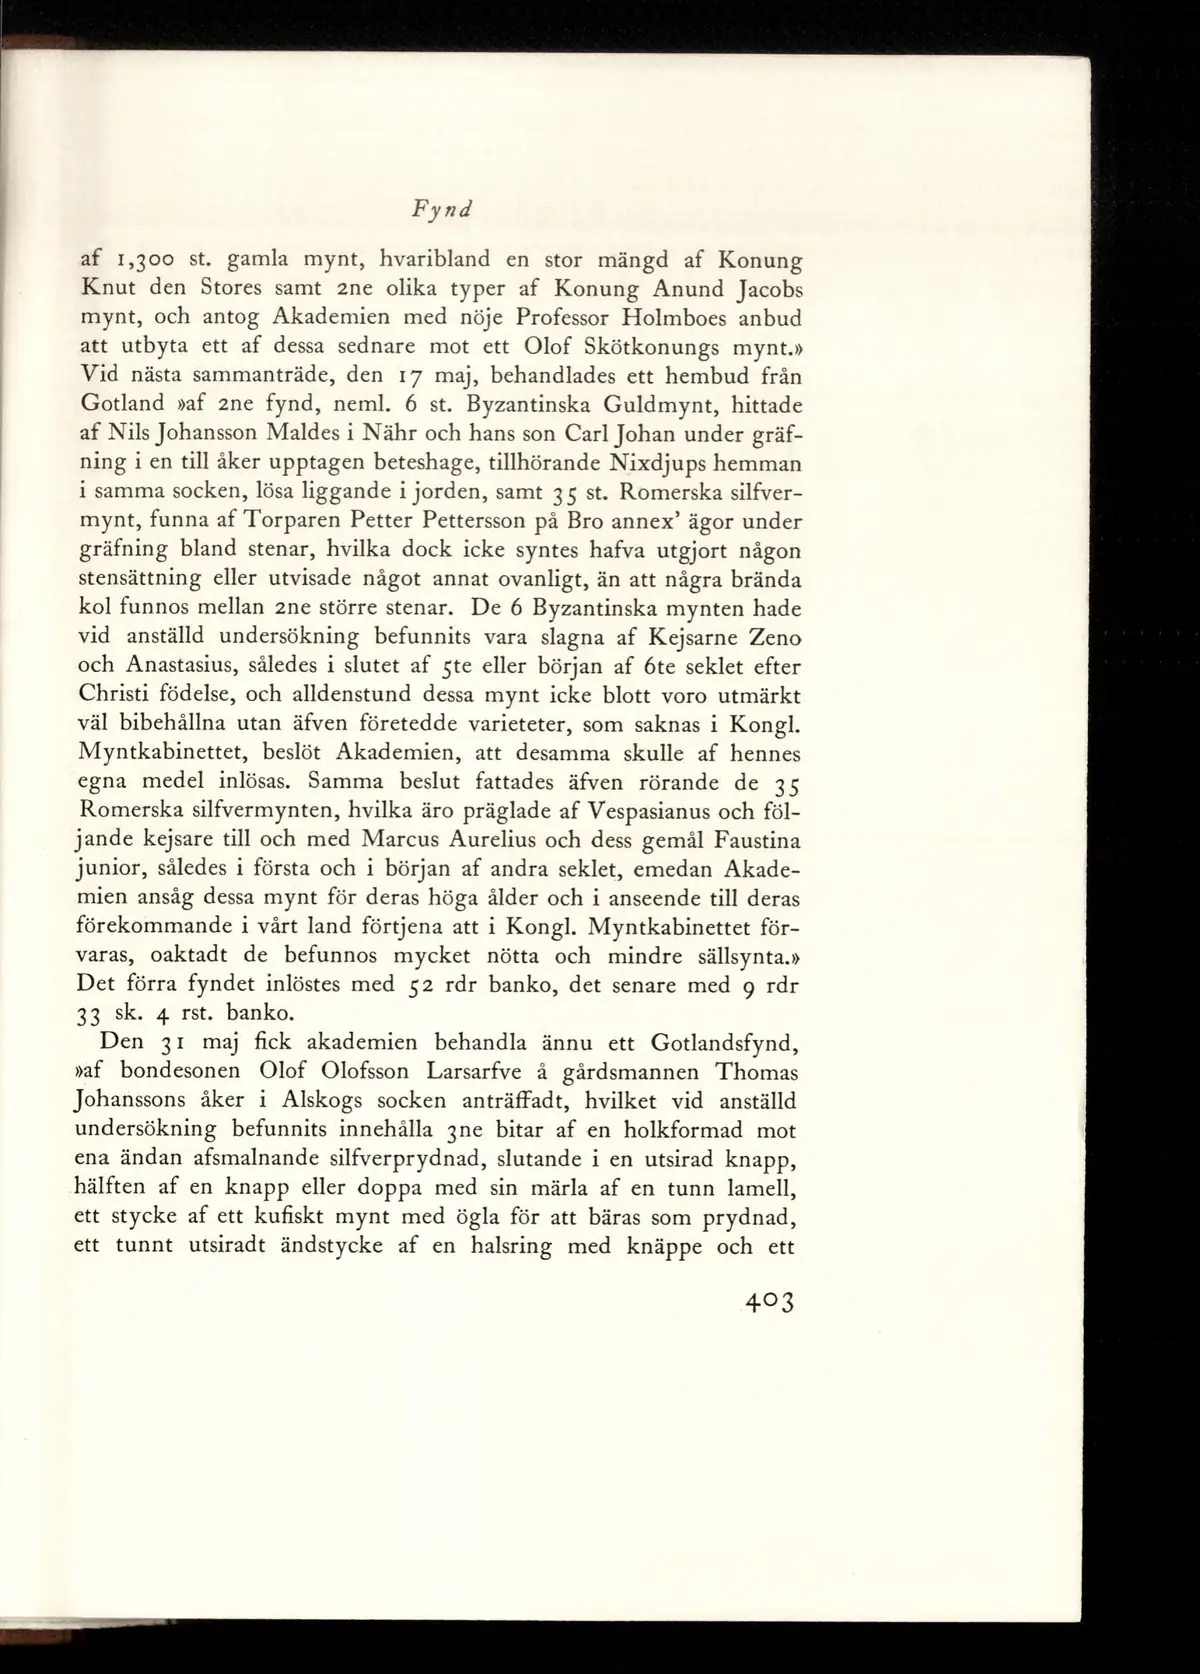 Fynd
af 1,300 st. gamla mynt, hvaribland en stor mängd af Konung
Knut den Stores samt 2ne olika typer af Konung Anund Jacobs
mynt, och antog Akademien med nöje Professor Holmboes anbud
att utbyta ett af dessa sednare mot ett Olof Skötkonungs mynt.»
Vid nästa sammanträde, den 17 maj, behandlades ett hembud från
Gotland »af 2ne fynd, neml. 6 st. Byzantinska Guldmynt, hittade
af Nils Johansson Maldes i Nähr och hans son Carl Johan under gräf-
ning i en till åker upptagen beteshage, tillhörande Nixdjups hemman
i samma socken, lösa liggande i jorden, samt 35 st. Romerska silfver-
mynt, funna af Torparen Petter Pettersson på Bro annex' ägor under
gräfning bland stenar, hvilka dock icke syntes hafva utgjort någon
stensättning eller utvisade något annat ovanligt, än att några brända
kol funnos mellan 2ne större stenar. De 6 Byzantinska mynten hade
vid anställd undersökning befunnits vara slagna af Kejsarne Zeno
och Anastasius, således i slutet af 5te eller början af 6te seklet efter
Christi födelse, och alldenstund dessa mynt icke blott voro utmärkt
väl bibehållna utan äfven företedde varieteter, som saknas i Kongl.
Myntkabinettet, beslöt Akademien, att desamma skulle af hennes
egna medel inlösas. Samma beslut fattades äfven rörande de 35
Romerska silfvermynten, hvilka äro präglade af Vespasianus och föl-
jande kejsare till och med Marcus Aurelius och dess gemål Faustina
junior, således i första och i början af andra seklet, emedan Akade-
mien ansåg dessa mynt för deras höga ålder och i anseende till deras
förekommande i vårt land förtjena att i Kongl. Myntkabinettet för-
varas, oaktadt de befunnos mycket nötta och mindre sällsynta.»
Det förra fyndet inlöstes med 52 rdr banko, det senare med 9 rdr
33 sk. 4 rst. banko.
Den 31 maj fick akademien behandla ännu ett Gotlandsfynd,
»af bondesonen Olof Olofsson Larsarfve å gårdsmannen Thomas
Johanssons åker i Alskogs socken anträffadt, hvilket vid anställd
undersökning befunnits innehålla 3ne bitar af en holkformad mot
ena ändan afsmalnande silfverprydnad, slutande i en utsirad knapp,
hälften af en knapp eller doppa med sin märla af en tunn lamell,
ett stycke af ett kufiskt mynt med ögla för att bäras som prydnad,
ett tunnt utsiradt ändstycke af en halsring med knäppe och ett
403